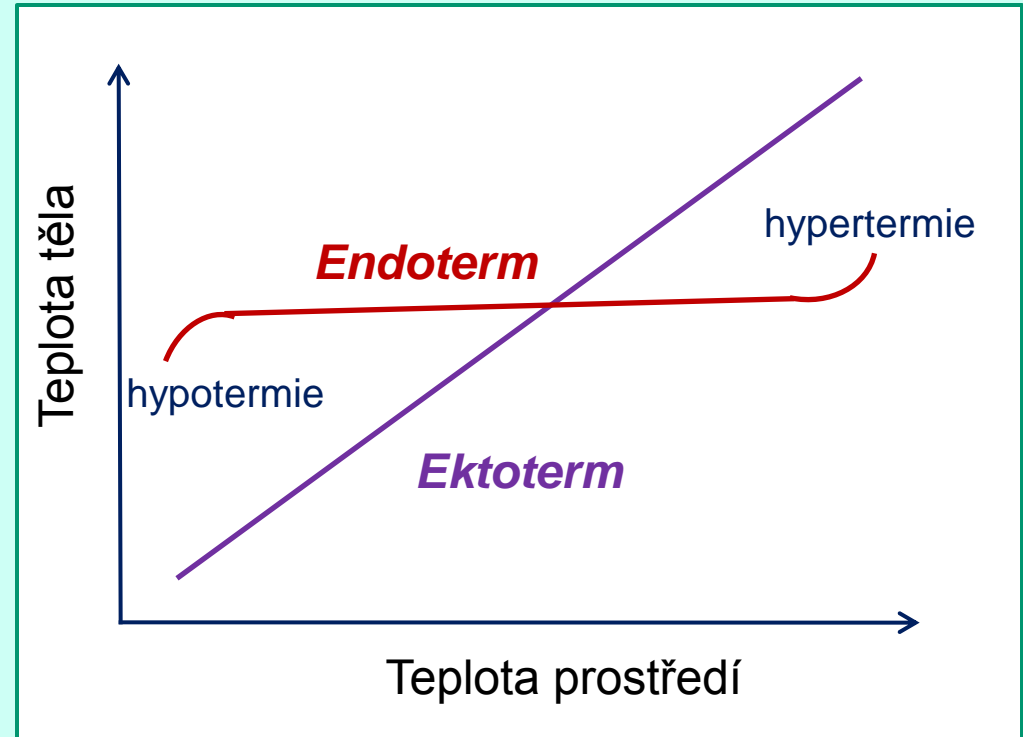 Teplota těla
hypertermie
Endoterm
hypotermie
Ektoterm
Teplota prostředí